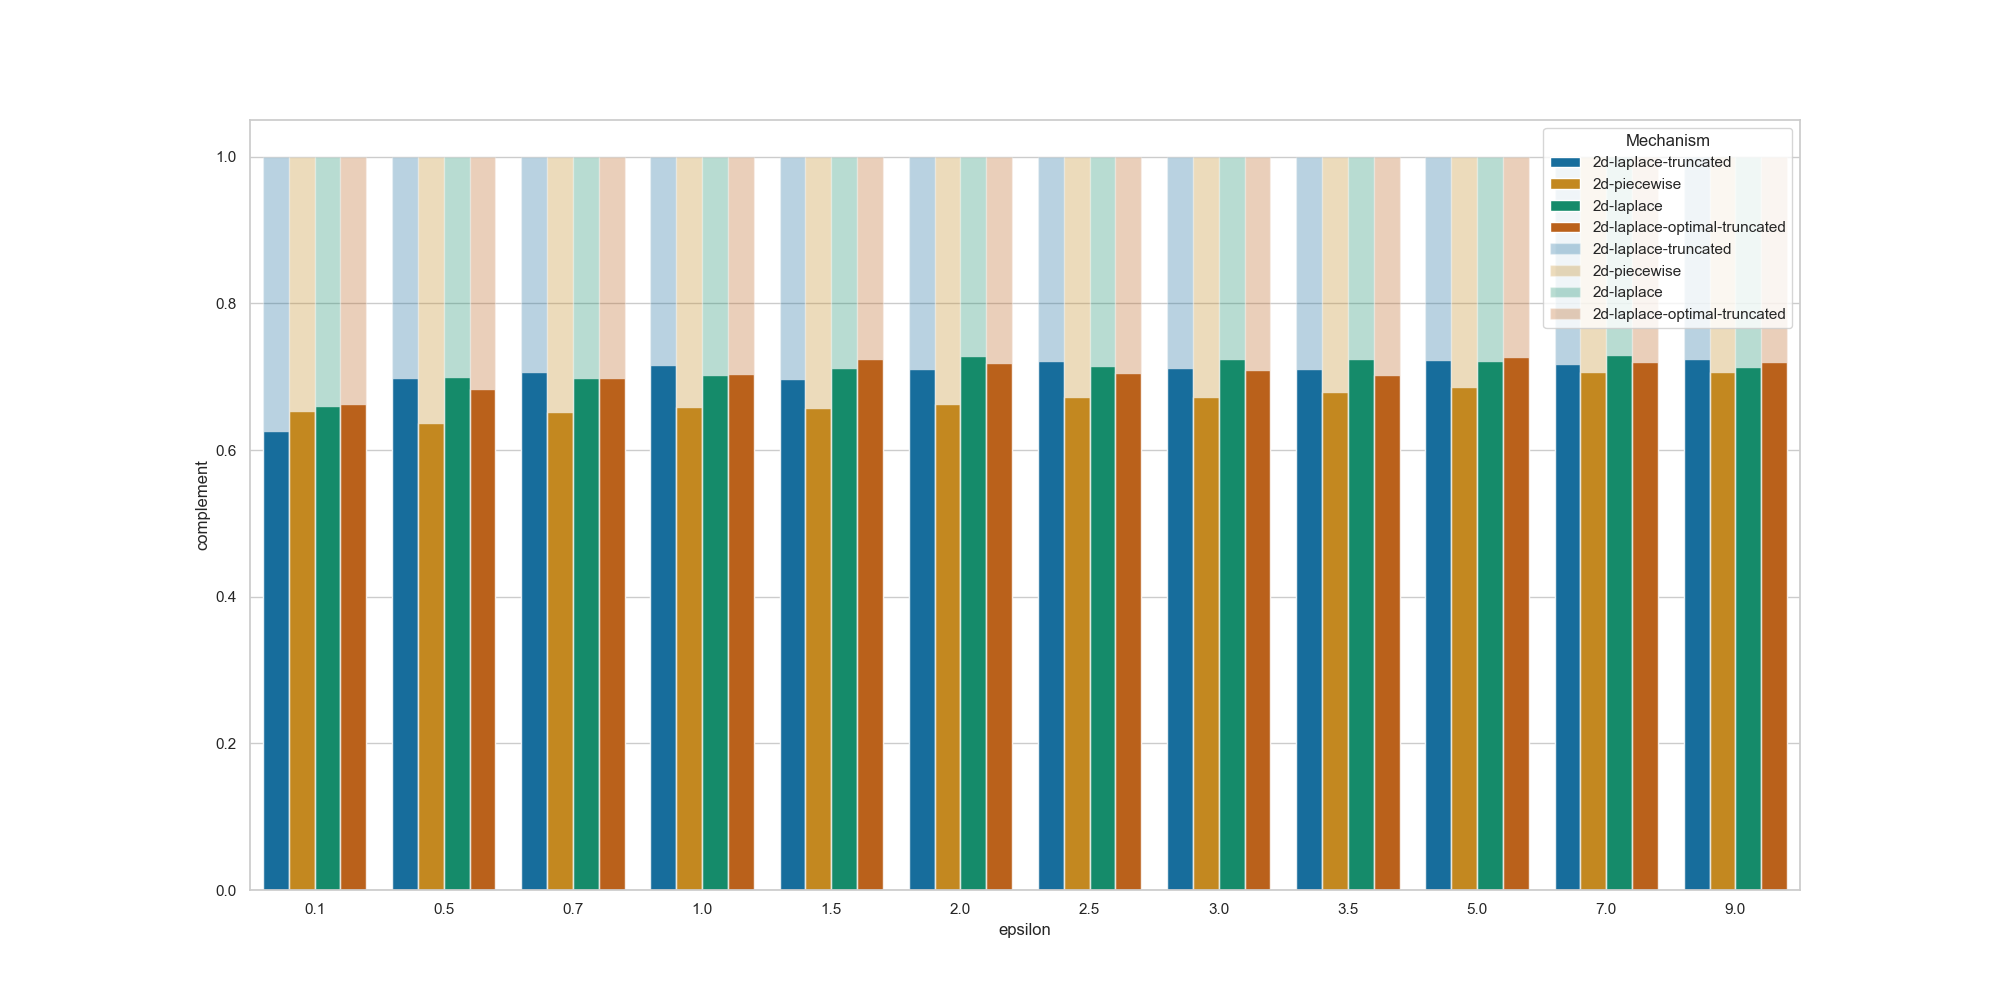 Mechanism
2d-laplace-truncated
2d-piecewise
2d-laplace
2d-laplace-optimal-truncated
2d-laplace-truncated
2d-piecewise
2d-laplace
2d-laplace-optimal-truncated
1.0
0.8
0.6
0.4
0.2
0.0
complement
0.1 0.5 0.7 1.0 1.5 2.0 2.5 3.0 3.5 5.0 7.0 9.0
epsilon